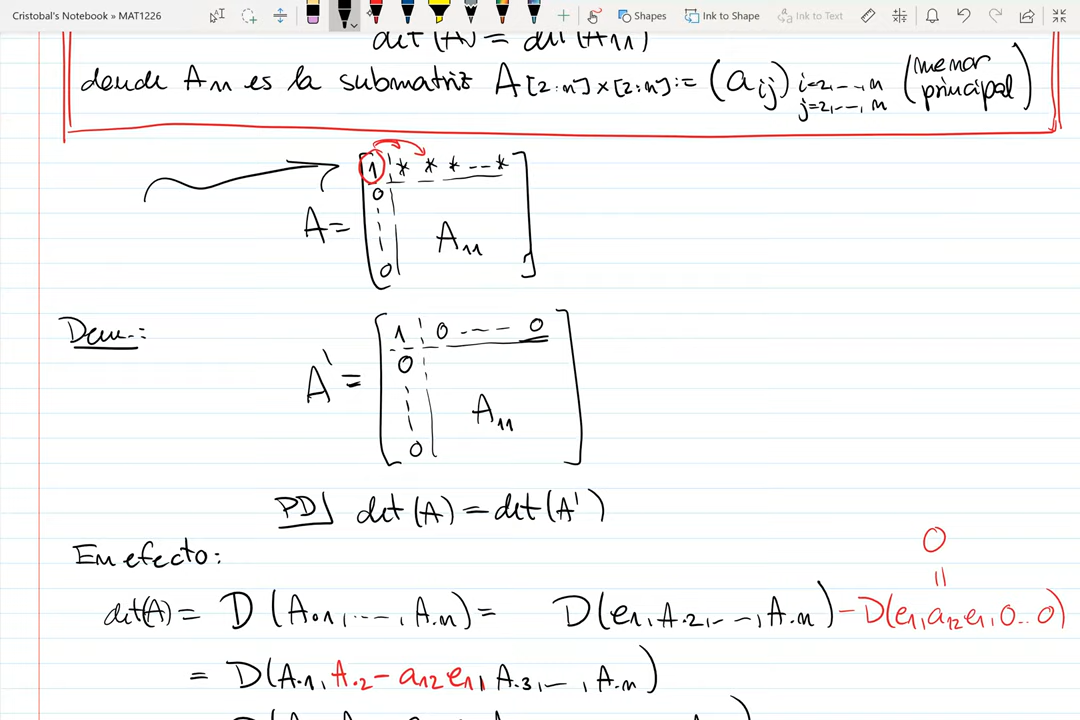 Cristobal's Notebook » MAT1226
Shapes
Ink to Shape
Ink to Text
det (A) = det (A11)
donde A11 es la submatriz A[2:n]x[2:n] := (aij) i=2,...,n j=2,...,n (menor principal)
1 * * * --- *
0
A =
A11
0
Dem.:
1 0 --- 0
0
A' =
A11
0
PD/ det (A) = det (A')
En efecto:
0
=
det(A) = D (A.1, ..., A.n) = D(e1, A.2, ..., A.n) - D(e1, a12e1, 0...0)
= D(A.1, A.2 - a12 e1, A.3, ..., A.n)